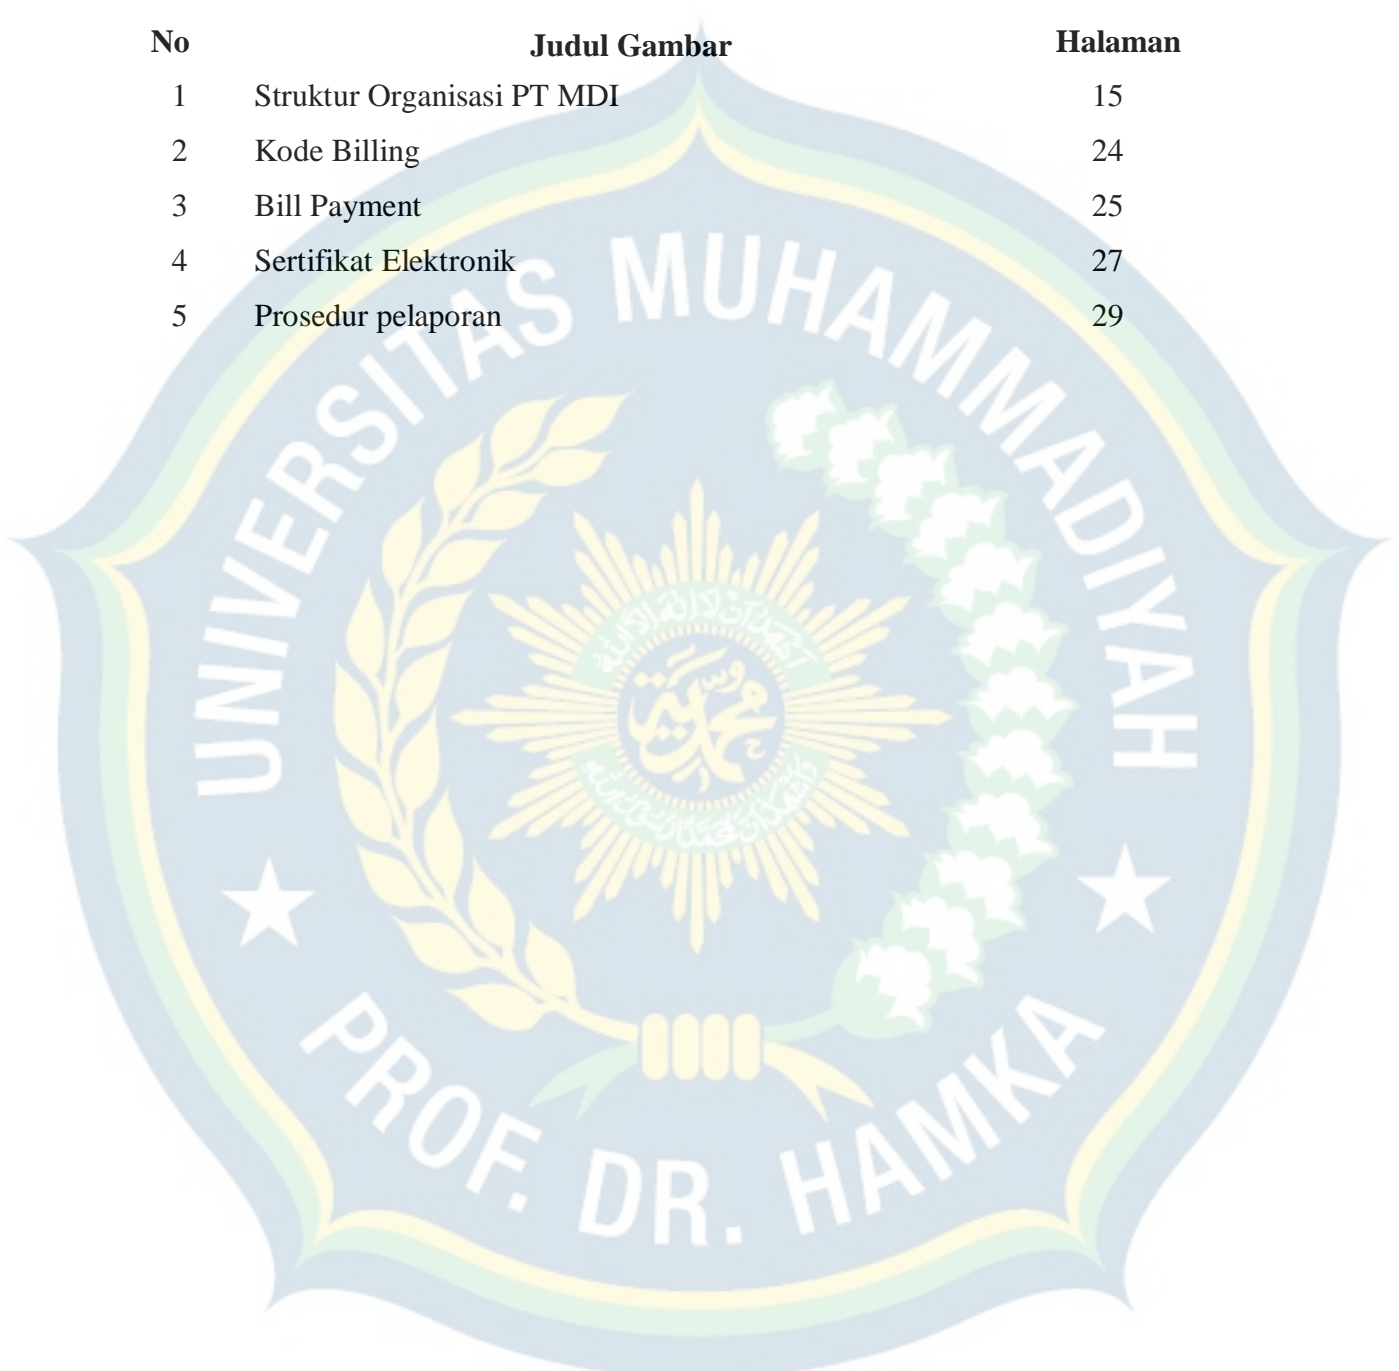 No Judul Gambar Halaman
1 Struktur Organisasi PT MDI 15
2 Kode Billing 24
3 Bill Payment 25
4 Sertifikat Elektronik 27
5 Prosedur pelaporan 29
UNIVERSITAS MUHAMMADIYAH
PROF. DR. HAMKA